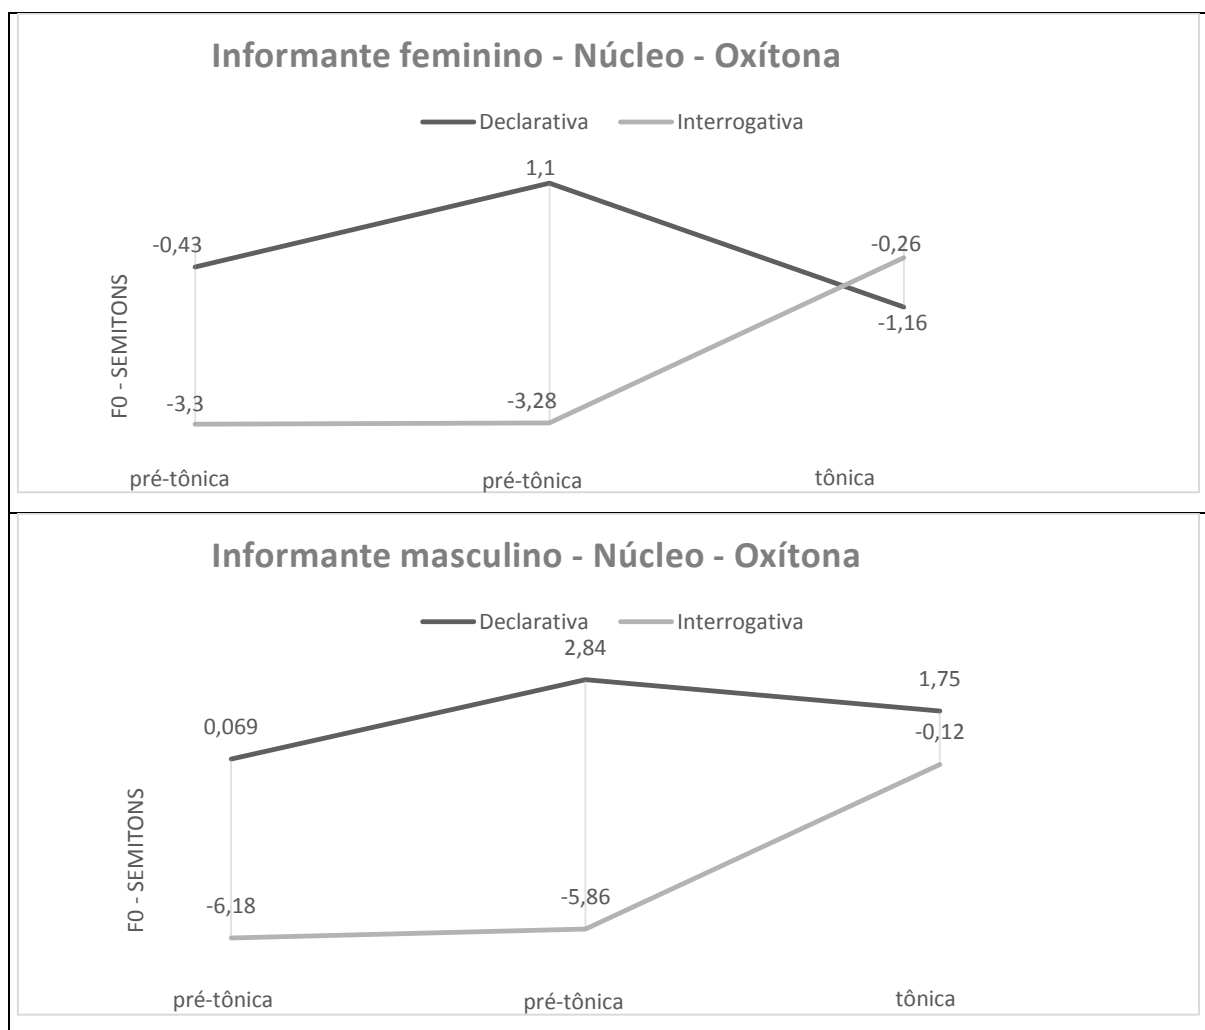 Informante feminino - Núcleo - Oxítona
Declarativa Interrogativa
1,1
-0,43 -0,26
-1,16
-3,3 -3,28
F0 - SEMITONS
pré-tônica pré-tônica tônica
Informante masculino - Núcleo - Oxítona
Declarativa Interrogativa
2,84
1,75
0,069 -0,12
-6,18 -5,86
F0 - SEMITONS
pré-tônica pré-tônica tônica